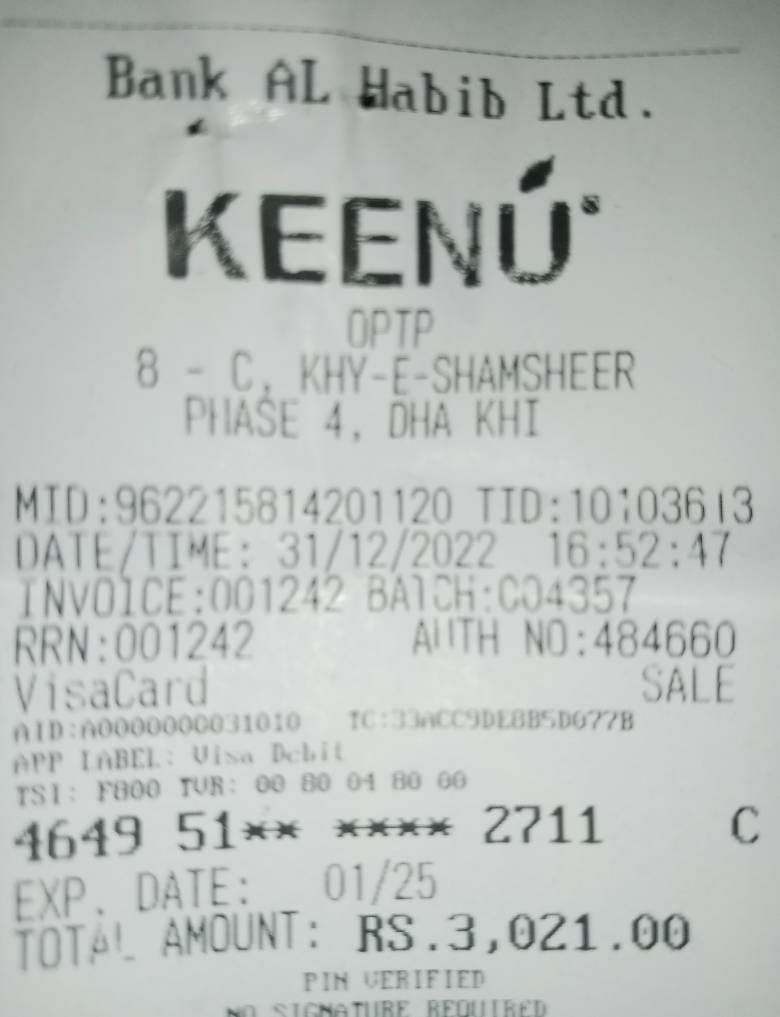 Bank AL Habib Ltd.
KEENU
OPTP
8 - C, KHY-E-SHAMSHEER
PHASE 4, DHA KHI
MID:962215814201120 TID:10103613
DATE/TIME: 31/12/2022 16:52:47
INVOICE:001242 BATCH:004357
RRN:001242 AUTH NO:484660
VisaCard SALE
AID:A0000000031010 TC:33ACC9DE8B5D077B
APP LABEL: Visa Debit
TSI: F800 TVR: 00 80 04 80 00
4649 51** **** 2711 C
EXP. DATE: 01/25
TOTAL AMOUNT: RS.3,021.00
PIN VERIFIED
NO SIGNATURE REQUIRED